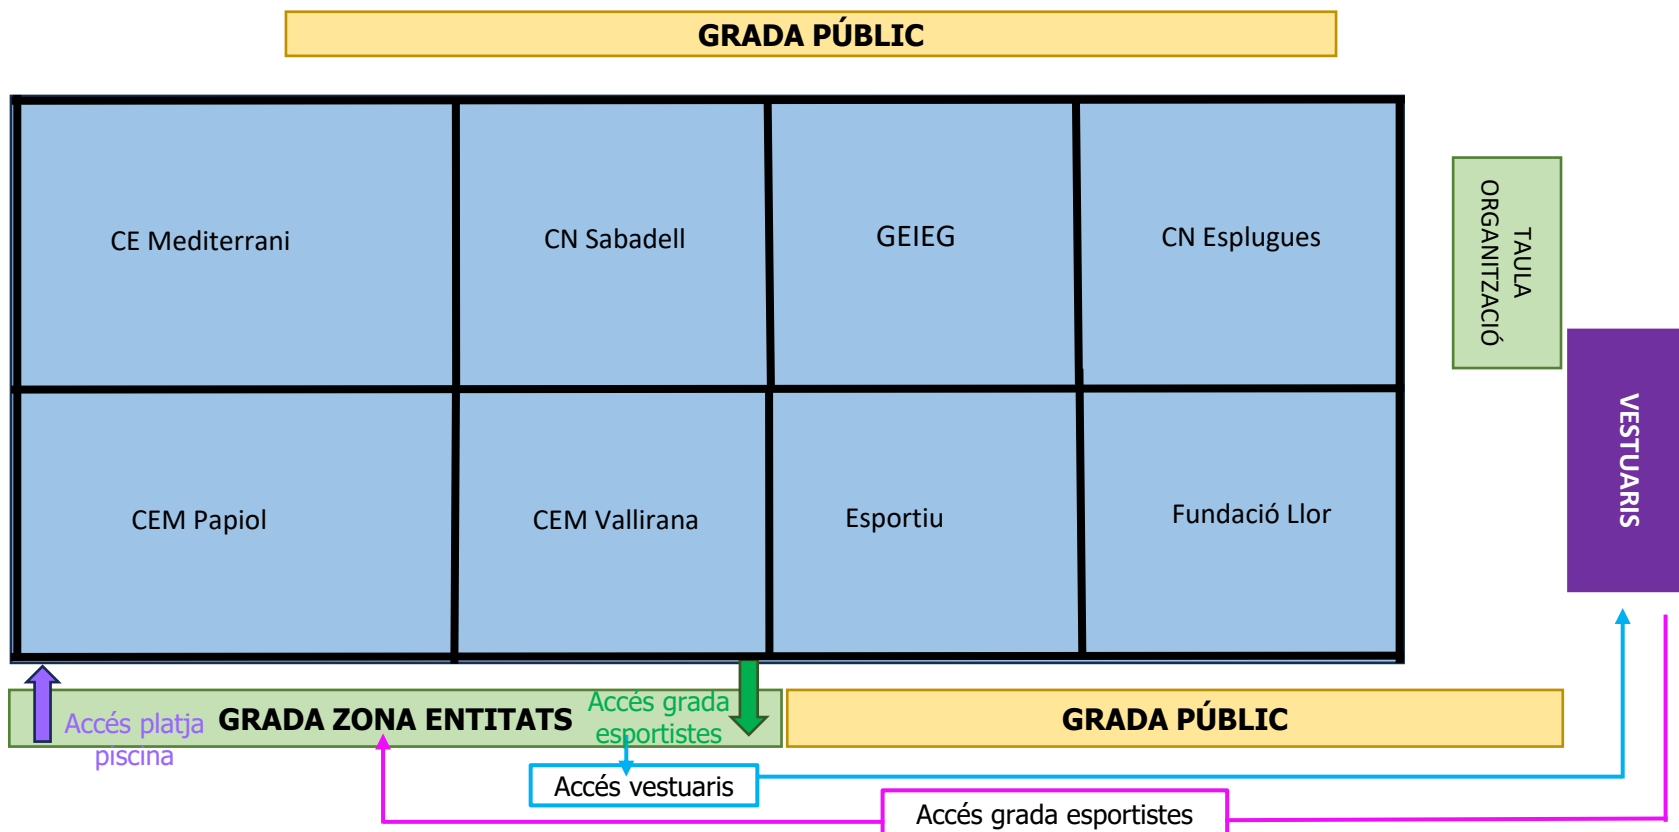 GRADA PÚBLIC
CE Mediterrani
CN Sabadell
GEIEG
CN Esplugues
TAULA
ORGANITZACIÓ
VESTUARIS
CEM Papiol
CEM Vallirana
Esportiu
Fundació Llor
Accés platja
piscina
GRADA ZONA ENTITATS
Accés grada
esportistes
GRADA PÚBLIC
Accés vestuaris
Accés grada esportistes